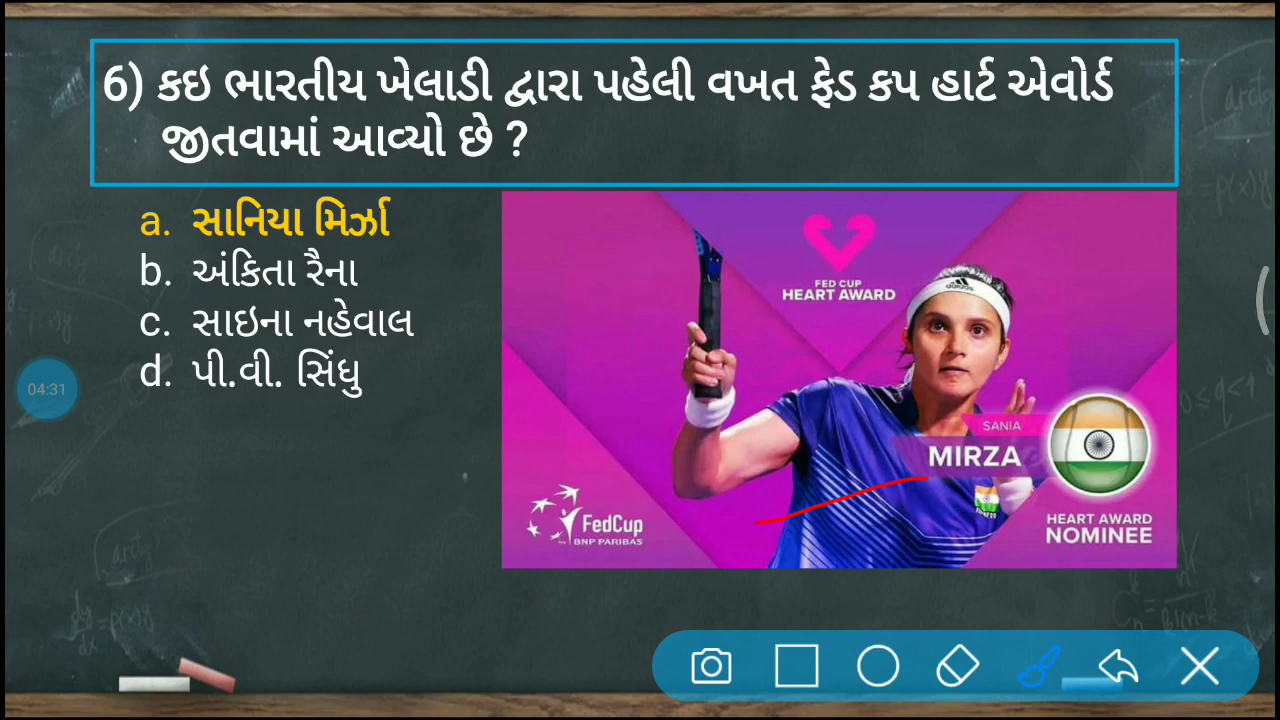 6) કઇ ભારતીય ખેલાડી દ્વારા પહેલી વખત ફેડ કપ હાર્ટ એવોર્ડ
જીતવામાં આવ્યો છે ?
a. સાનિયા મિર્ઝા
b. અંકિતા રૈના
c. સાઇના નહેવાલ
d. પી.વી. સિંધુ
04:31
FED CUP
HEART AWARD
adidas
SANIA
MIRZA
FedCup
BNP PARIBAS
HEART AWARD
NOMINEE